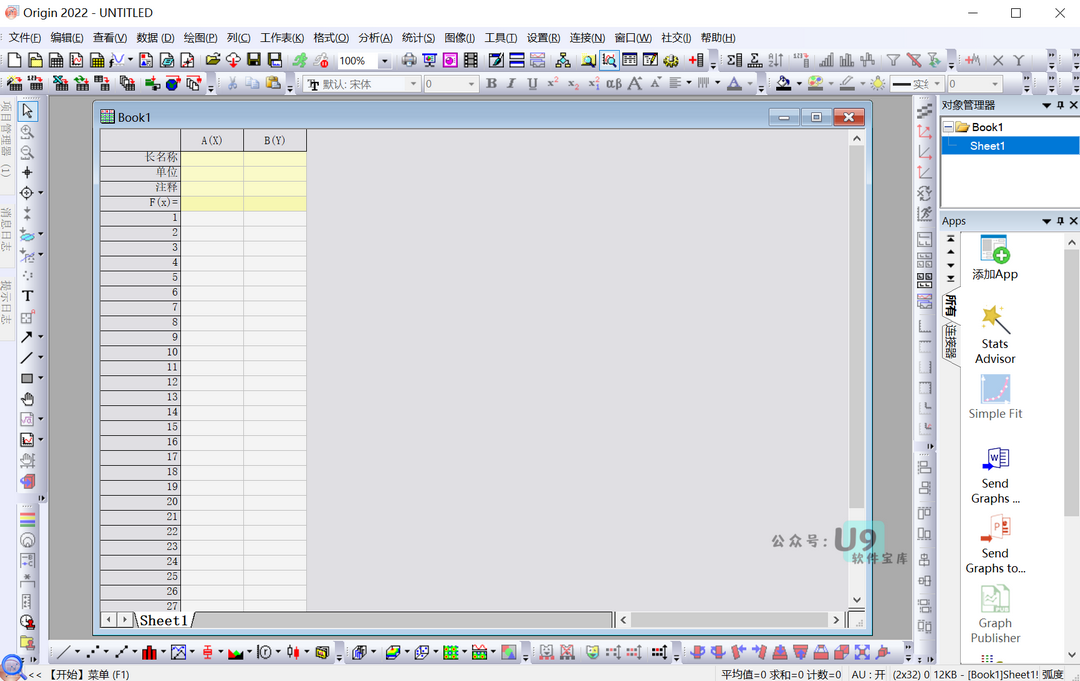 Origin 2022 - UNTITLED
文件(F) 编辑(E) 查看(V) 数据 (D) 绘图(P) 列(C) 工作表(K) 格式(O) 分析(A) 统计(S) 图像(I) 工具(T) 设置(R) 连接(N) 窗口(W) 社交(I) 帮助(H)
100%
默认: 宋体 0 B I U αβ A A A 实线 0
项目管理器 (1)
消息日志
提示日志
T
Book1
A(X) B(Y)
长名称
单位
注释
F(x)=
1
2
3
4
5
6
7
8
9
10
11
12
13
14
15
16
17
18
19
20
21
22
23
24
25
26
27
Sheet1
对象管理器
Book1
Sheet1
Apps
所有
连接器
添加App
Stats
Advisor
Simple Fit
Send
Graphs ...
Send
Graphs to...
Graph
Publisher
公众号: U9
软件宝库
<< 【开始】菜单 (F1) 平均值=0 求和=0 计数=0 AU : 开 (2x32) 0 12KB - [Book1]Sheet1! 弧度